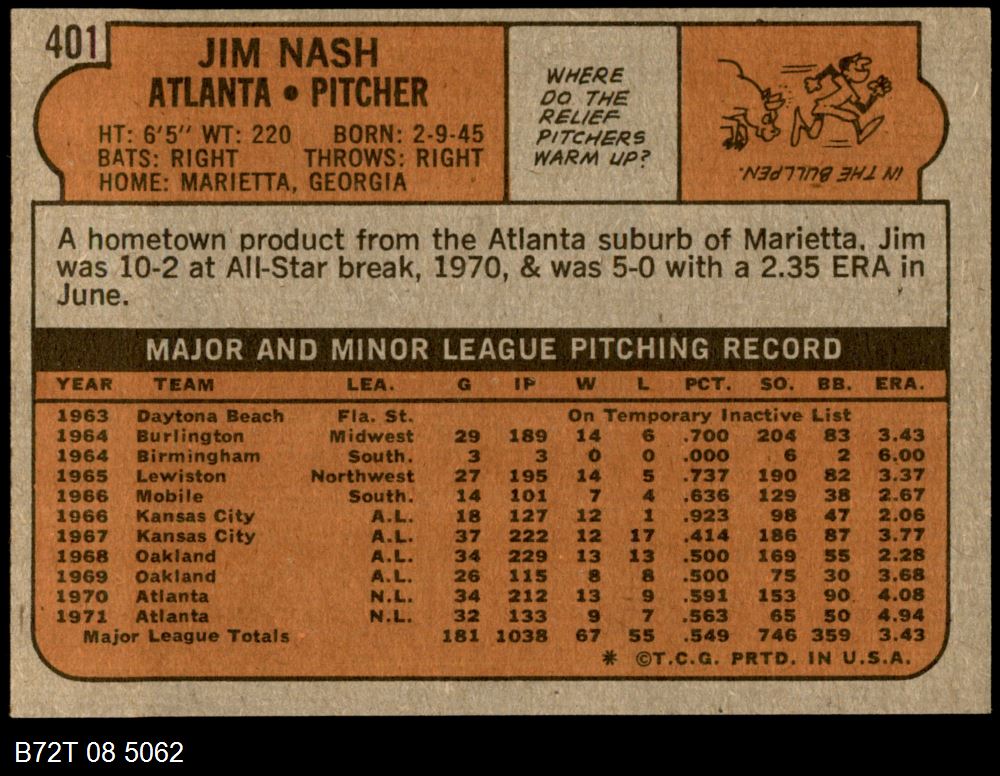 401
JIM NASH
ATLANTA • PITCHER
HT: 6'5" WT: 220 BORN: 2-9-45
BATS: RIGHT THROWS: RIGHT
HOME: MARIETTA, GEORGIA
WHERE
DO THE
RELIEF
PITCHERS
WARM UP?
IN THE BULLPEN.
A hometown product from the Atlanta suburb of Marietta, Jim
was 10-2 at All-Star break, 1970, & was 5-0 with a 2.35 ERA in
June.
MAJOR AND MINOR LEAGUE PITCHING RECORD
YEAR TEAM LEA. G IP W L PCT. SO. BB. ERA.
1963 Daytona Beach Fla. St. On Temporary Inactive List
1964 Burlington Midwest 29 189 14 6 .700 204 83 3.43
1964 Birmingham South. 3 3 0 0 .000 6 2 6.00
1965 Lewiston Northwest 27 195 14 5 .737 190 82 3.37
1966 Mobile South. 14 101 7 4 .636 129 38 2.67
1966 Kansas City A.L. 18 127 12 1 .923 98 47 2.06
1967 Kansas City A.L. 37 222 12 17 .414 186 87 3.77
1968 Oakland A.L. 34 229 13 13 .500 169 55 2.28
1969 Oakland A.L. 26 115 8 8 .500 75 30 3.68
1970 Atlanta N.L. 34 212 13 9 .591 153 90 4.08
1971 Atlanta N.L. 32 133 9 7 .563 65 50 4.94
Major League Totals 181 1038 67 55 .549 746 359 3.43
* ©T.C.G. PRTD. IN U.S.A.
B72T 08 5062